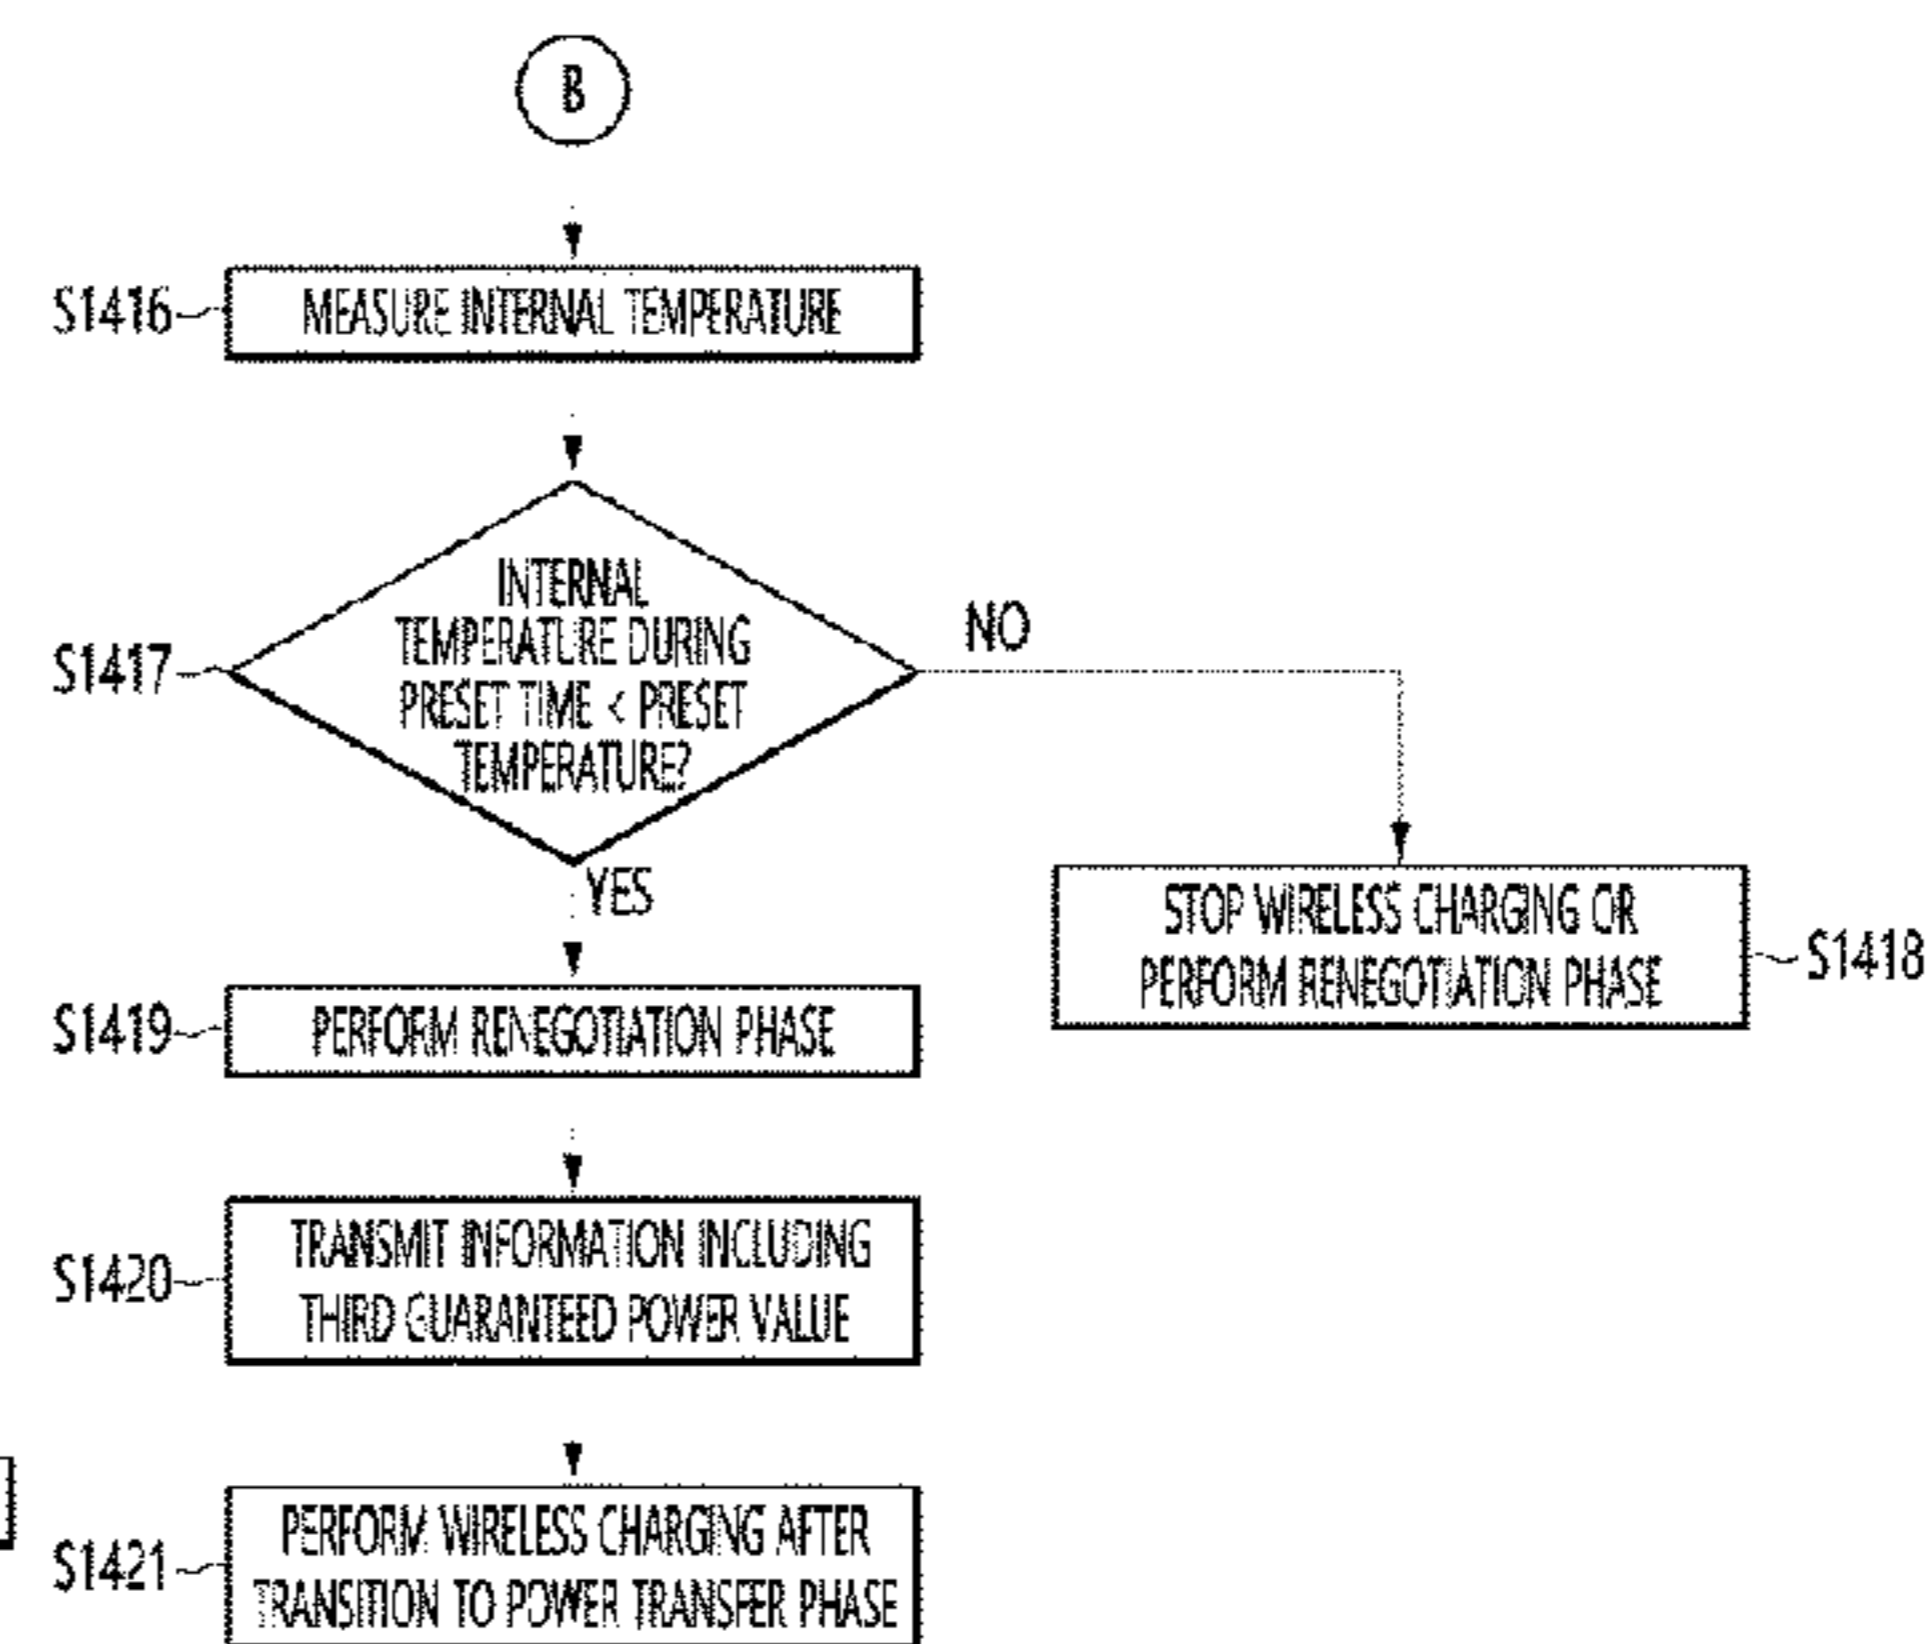 B
S1416
MEASURE INTERNAL TEMPERATURE
S1417
INTERNAL
TEMPERATURE DURING
PRESET TIME < PRESET
TEMPERATURE?
NO
YES
STOP WIRELESS CHARGING OR
PERFORM RENEGOTIATION PHASE
S1418
S1419
PERFORM RENEGOTIATION PHASE
S1420
TRANSMIT INFORMATION INCLUDING
THIRD GUARANTEED POWER VALUE
S1421
PERFORM WIRELESS CHARGING AFTER
TRANSITION TO POWER TRANSFER PHASE